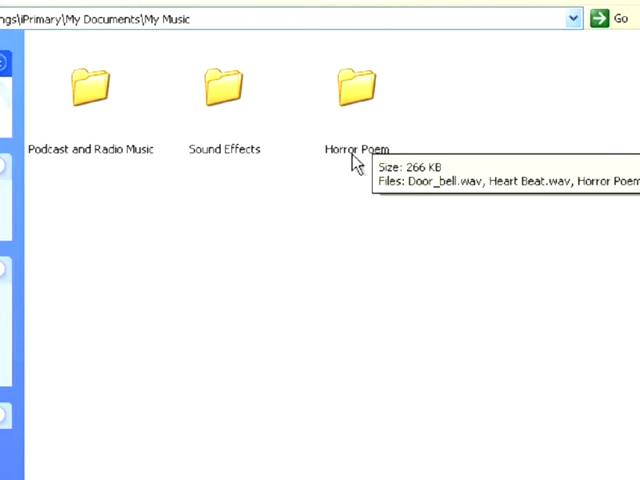 ngs\iPrimary\My Documents\My Music
Go
Podcast and Radio Music
Sound Effects
Horror Poem
Size: 266 KB
Files: Door_bell.wav, Heart Beat.wav, Horror Poem